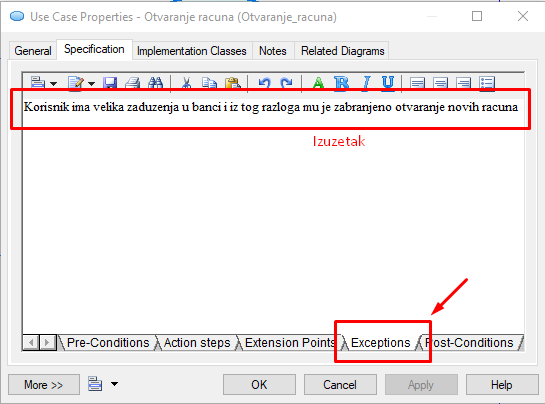 Use Case Properties - Otvaranje racuna (Otvaranje_racuna)
General Specification Implementation Classes Notes Related Diagrams
A B I U
Korisnik ima velika zaduzenja u banci i iz tog razloga mu je zabranjeno otvaranje novih racuna
Izuzetak
Pre-Conditions Action steps Extension Points Exceptions Post-Conditions
More >> OK Cancel Apply Help